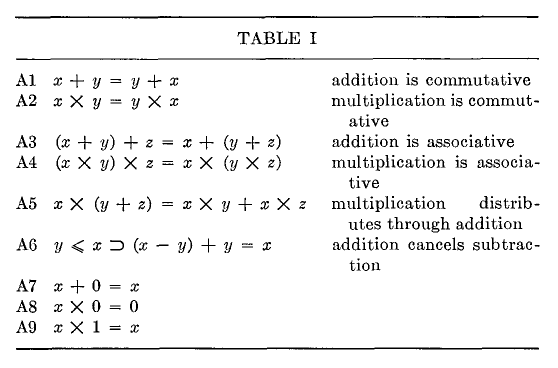 TABLE I
A1 x + y = y + x addition is commutative
A2 x × y = y × x multiplication is commut-
ative
A3 (x + y) + z = x + (y + z) addition is associative
A4 (x × y) × z = x × (y × z) multiplication is associa-
tive
A5 x × (y + z) = x × y + x × z multiplication distrib-
utes through addition
A6 y ⩽ x ⊃ (x − y) + y = x addition cancels subtrac-
tion
A7 x + 0 = x
A8 x × 0 = 0
A9 x × 1 = x